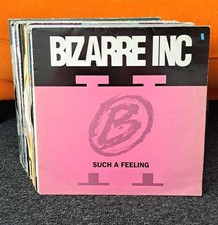 BIZARRE INC
B
SUCH A FEELING